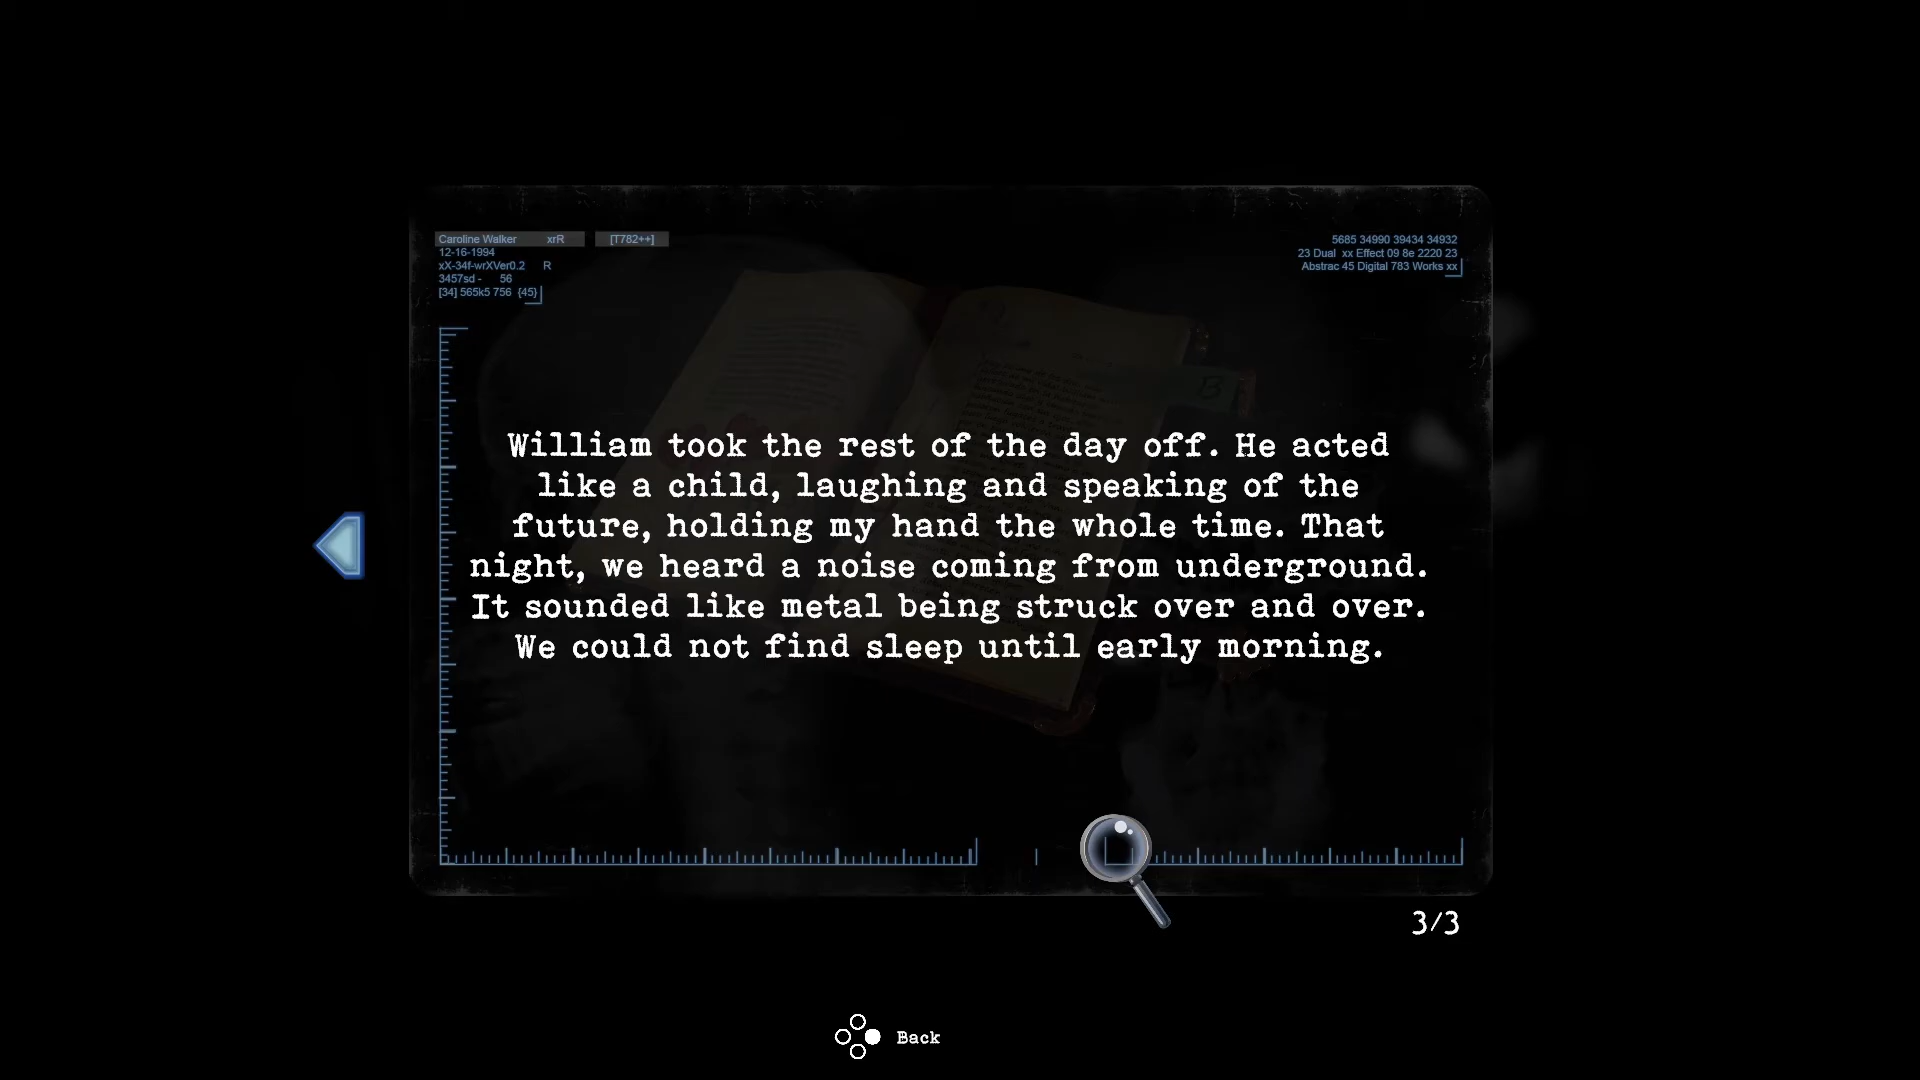 Caroline Walker xrR [T782++]
12-16-1994
xX-34f-wrXVer0.2 R
3457sd - 56
[34] 565k5 756 {45}
5685 34990 39434 34932
23 Dual xx Effect 09 8e 2220 23
Abstrac 45 Digital 783 Works xx
B
William took the rest of the day off. He acted
like a child, laughing and speaking of the
future, holding my hand the whole time. That
night, we heard a noise coming from underground.
It sounded like metal being struck over and over.
We could not find sleep until early morning.
3/3
Back